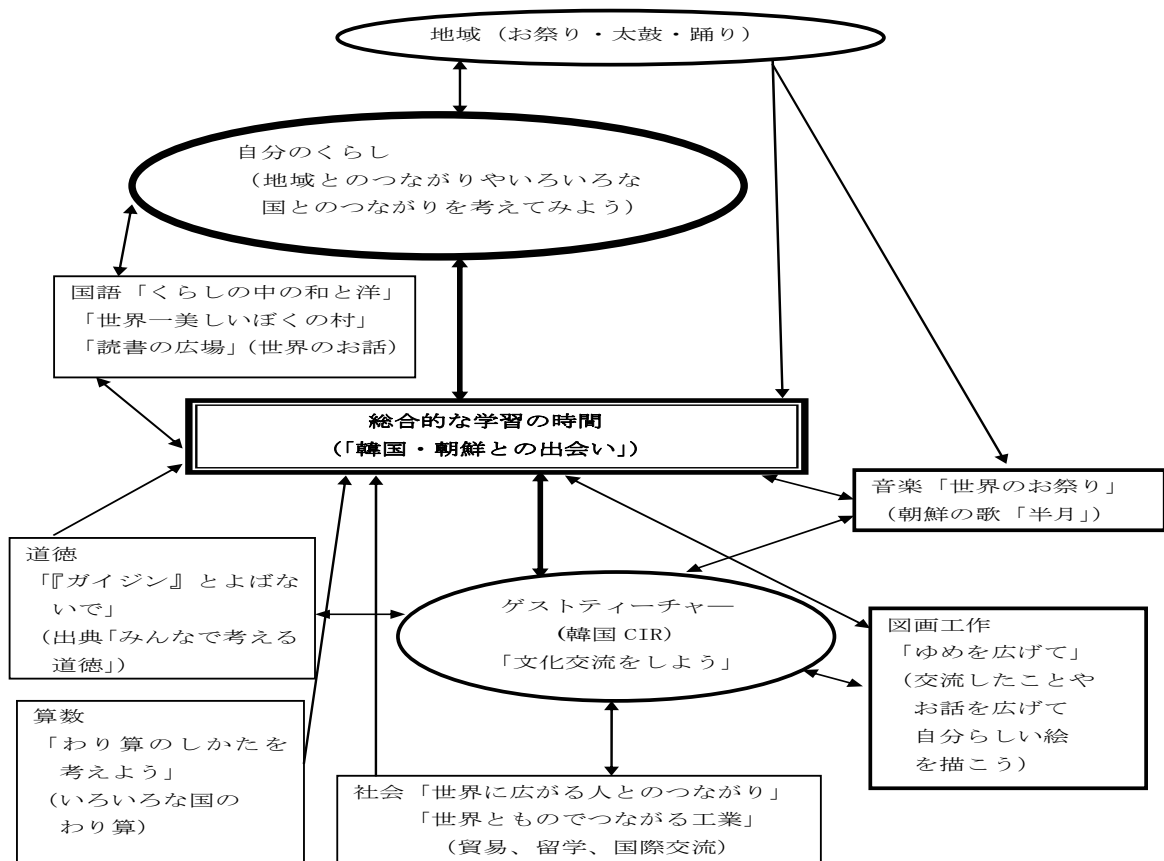 地域（お祭り・太鼓・踊り）
自分のくらし
（地域とのつながりやいろいろな
国とのつながりを考えてみよう）
国語「くらしの中の和と洋」
「世界一美しいぼくの村」
「読書の広場」（世界のお話）
総合的な学習の時間
（「韓国・朝鮮との出会い」）
音楽「世界のお祭り」
（朝鮮の歌「半月」）
道徳
「『ガイジン』とよばな
いで」
（出典「みんなで考える
道徳」）
ゲストティーチャー
（韓国 CIR）
「文化交流をしよう」
図画工作
「ゆめを広げて」
（交流したことや
お話を広げて
自分らしい絵
を描こう）
算数
「わり算のしかたを
考えよう」
（いろいろな国の
わり算）
社会「世界に広がる人とのつながり」
「世界とものでつながる工業」
（貿易、留学、国際交流）